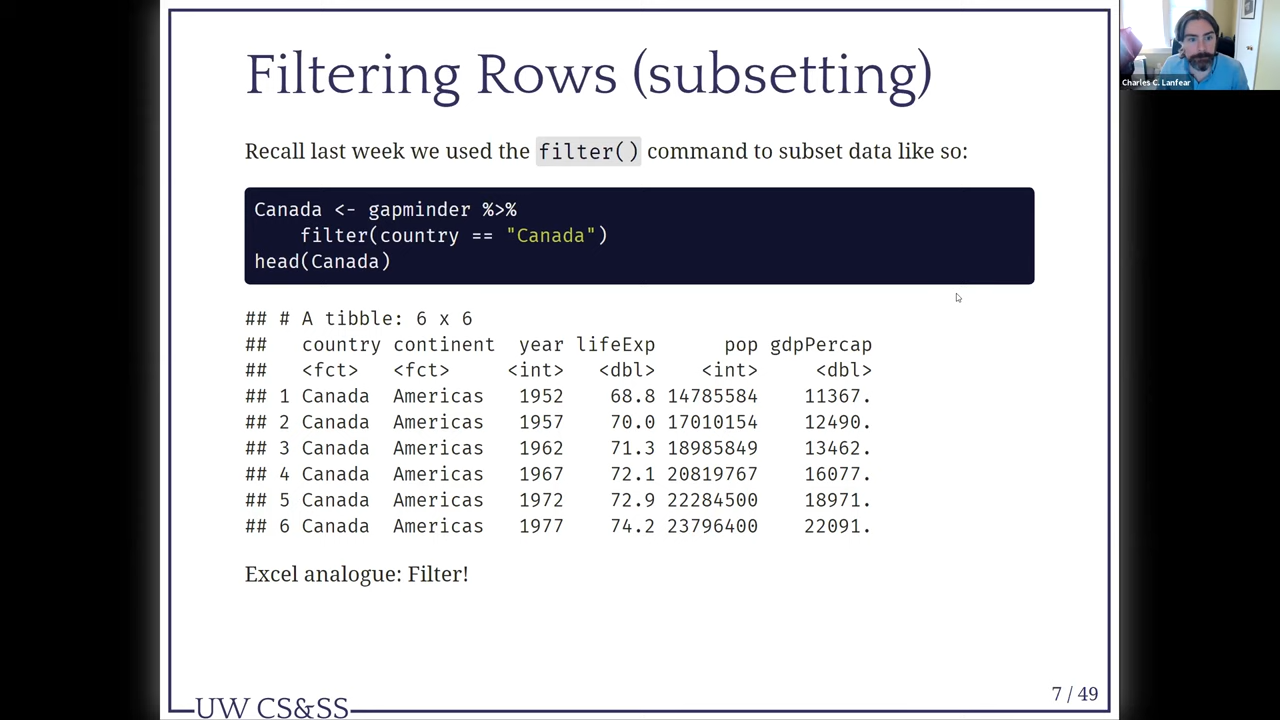 Filtering Rows (subsetting)
Charles C. Lanfear
Recall last week we used the filter() command to subset data like so:
Canada <- gapminder %>%
    filter(country == "Canada")
head(Canada)
## # A tibble: 6 x 6
##   country continent  year lifeExp      pop gdpPercap
##   <fct>   <fct>     <int>   <dbl>    <int>     <dbl>
## 1 Canada  Americas   1952    68.8 14785584    11367.
## 2 Canada  Americas   1957    70.0 17010154    12490.
## 3 Canada  Americas   1962    71.3 18985849    13462.
## 4 Canada  Americas   1967    72.1 20819767    16077.
## 5 Canada  Americas   1972    72.9 22284500    18971.
## 6 Canada  Americas   1977    74.2 23796400    22091.
Excel analogue: Filter!
7 / 49
UW CS&SS